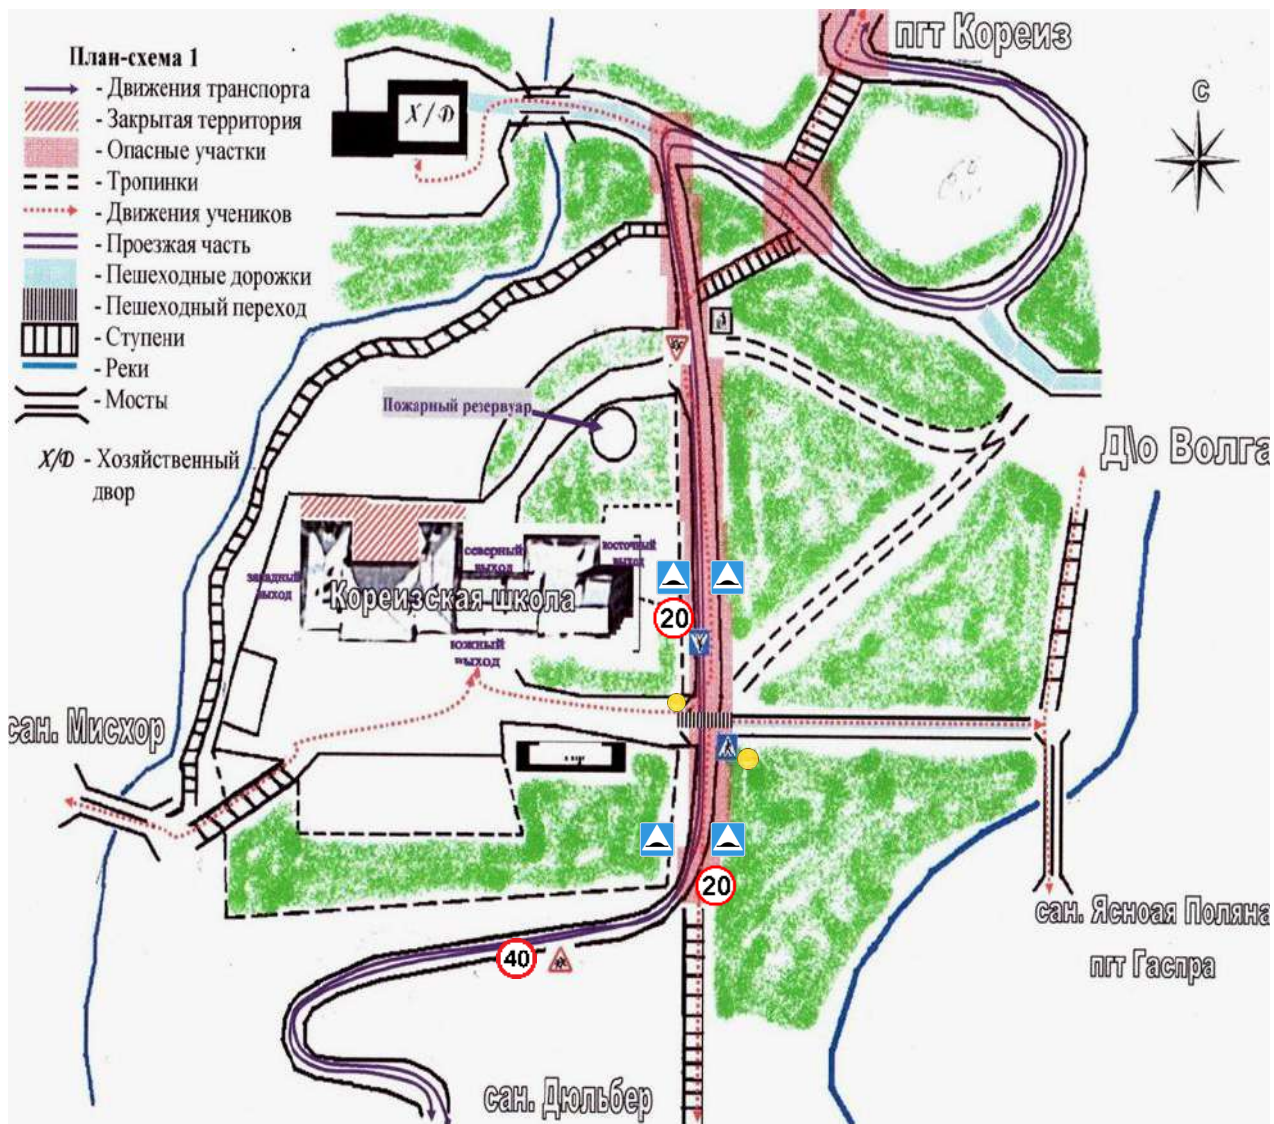 План-схема 1
- Движения транспорта
- Закрытая территория
- Опасные участки
- Тропинки
- Движения учеников
- Проезжая часть
- Пешеходные дорожки
- Пешеходный переход
- Ступени
- Реки
- Мосты
Х/D - Хозяйственный
двор
Х/D
пгт Кореиз
С
Пожарный резервуар
Д\о Волга
северный
выход
восточный
выход
западный
выход
Кореизская школа
20
южный
выход
сан. Мисхор
20
сан. Ясноая Поляна
пгт Гаспра
40
сан. Дюльбер